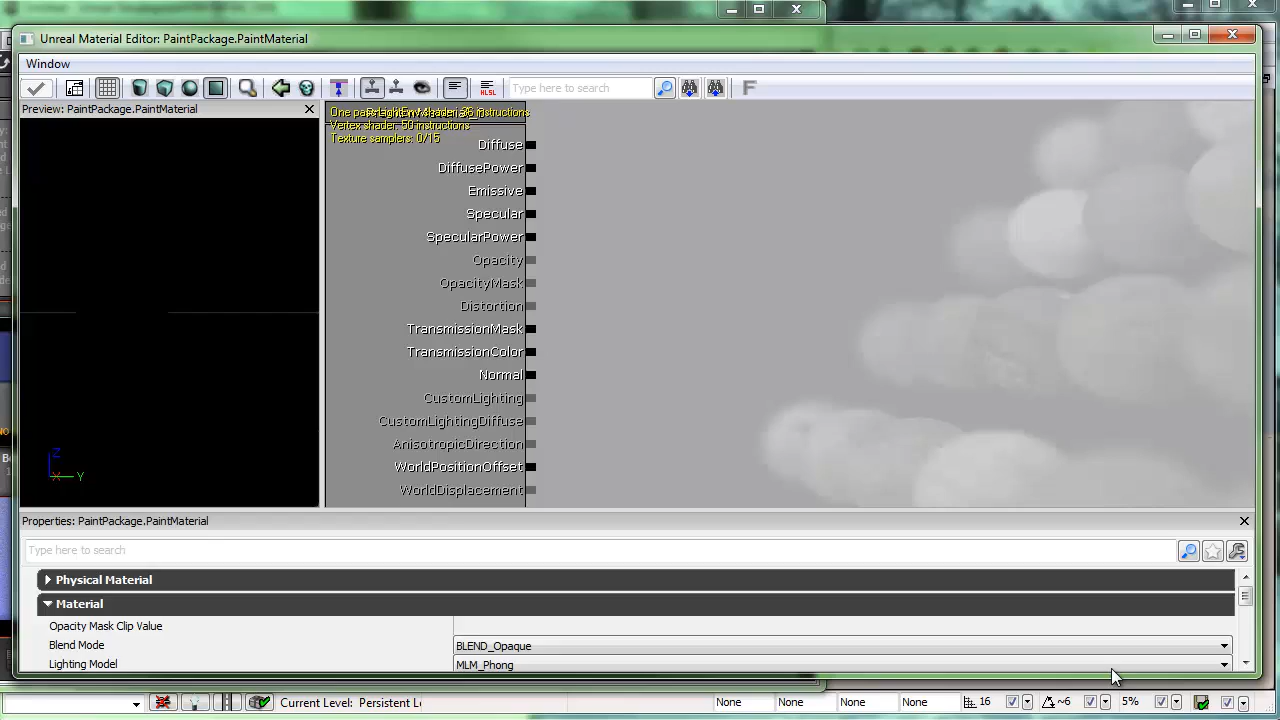 Unreal Material Editor: PaintPackage.PaintMaterial
Window
HLSL
Type here to search
F
Preview: PaintPackage.PaintMaterial
Vertex shader: 50 instructions
Texture samplers: 0/15
Diffuse
DiffusePower
Emissive
Specular
SpecularPower
Opacity
OpacityMask
Distortion
TransmissionMask
TransmissionColor
Normal
CustomLighting
CustomLightingDiffuse
AnisotropicDirection
WorldPositionOffset
WorldDisplacement
Z
X Y
Properties: PaintPackage.PaintMaterial
Type here to search
Physical Material
Material
Opacity Mask Clip Value
Blend Mode BLEND_Opaque
Lighting Model MLM_Phong
Current Level: Persistent Le
None None None None 16 ~6 5%